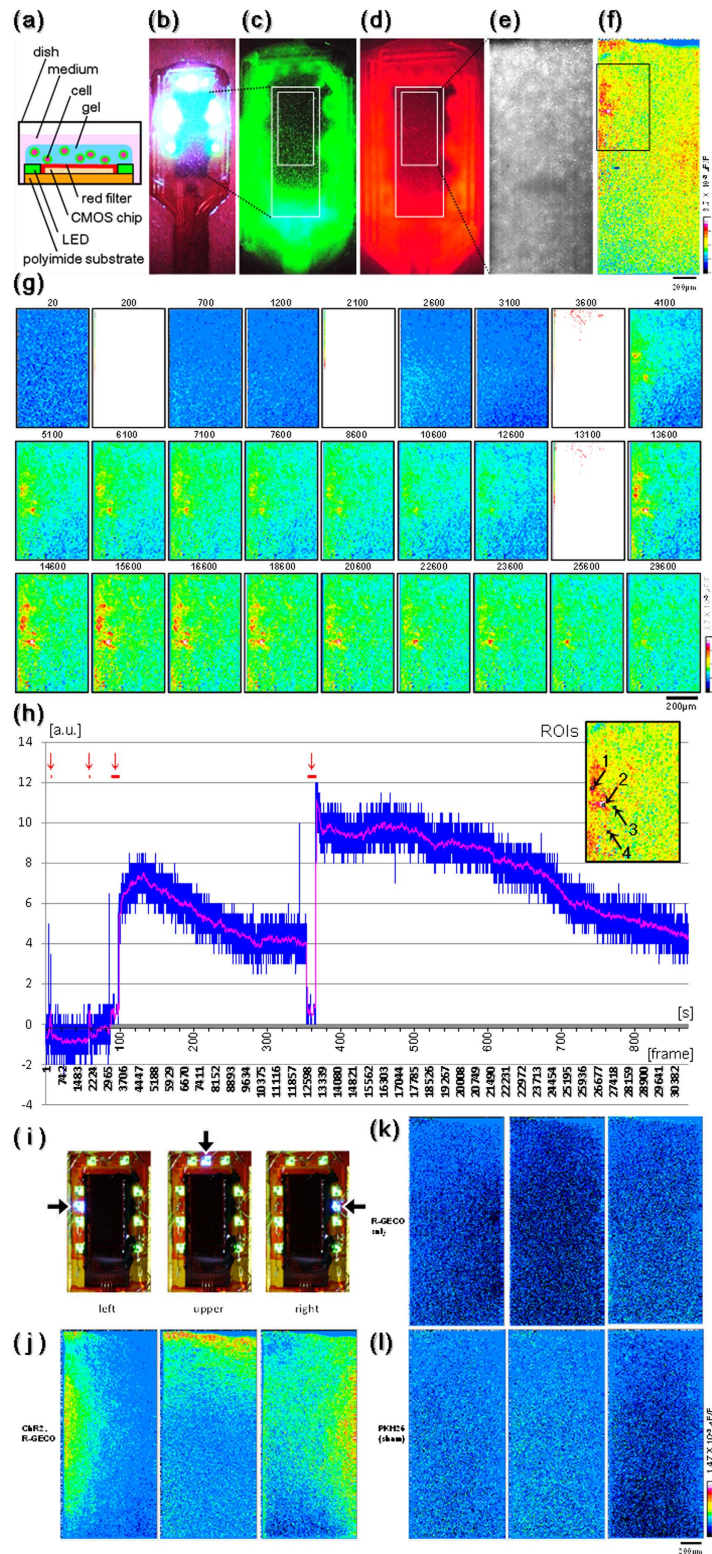 (a)
dish
medium
cell
gel
red filter
CMOS chip
LED
polyimide substrate
(b)
(c)
(d)
(e)
(f)
200μm
(g)
20 200 700 1200 2100 2600 3100 3600 4100
5100 6100 7100 7600 8600 10600 12600 13100 13600
14600 15600 16600 18600 20600 22600 23600 25600 29600
200μm
(h)
[a.u.]
ROIs
1
2
3
4
14
12
10
8
6
4
2
0
-2
-4
[s]
100 200 300 400 500 600 700 800
[frame]
1 742 1483 2224 2965 3706 4447 5188 5929 6670 7411 8152 8893 9634 10375 11116 11857 12598 13339 14080 14821 15562 16303 17044 17785 18526 19267 20008 20749 21490 22231 22972 23713 24454 25195 25936 26677 27418 28159 28900 29641 30382
(i)
left upper right
(j)
ChR2,
R-GECO
(k)
R-GECO
only
(l)
PKH26
(sham)
200μm